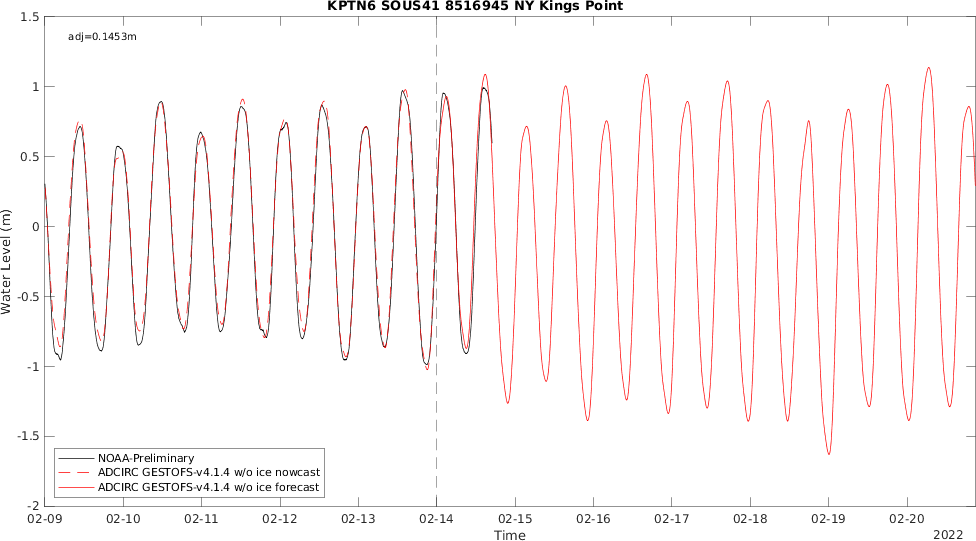 KPTN6 SOUS41 8516945 NY Kings Point
adj=0.1453m
1.5
1
0.5
0
-0.5
-1
-1.5
-2
Water Level (m)
NOAA-Preliminary
ADCIRC GESTOFS-v4.1.4 w/o ice nowcast
ADCIRC GESTOFS-v4.1.4 w/o ice forecast
02-09 02-10 02-11 02-12 02-13 02-14 02-15 02-16 02-17 02-18 02-19 02-20
Time
2022